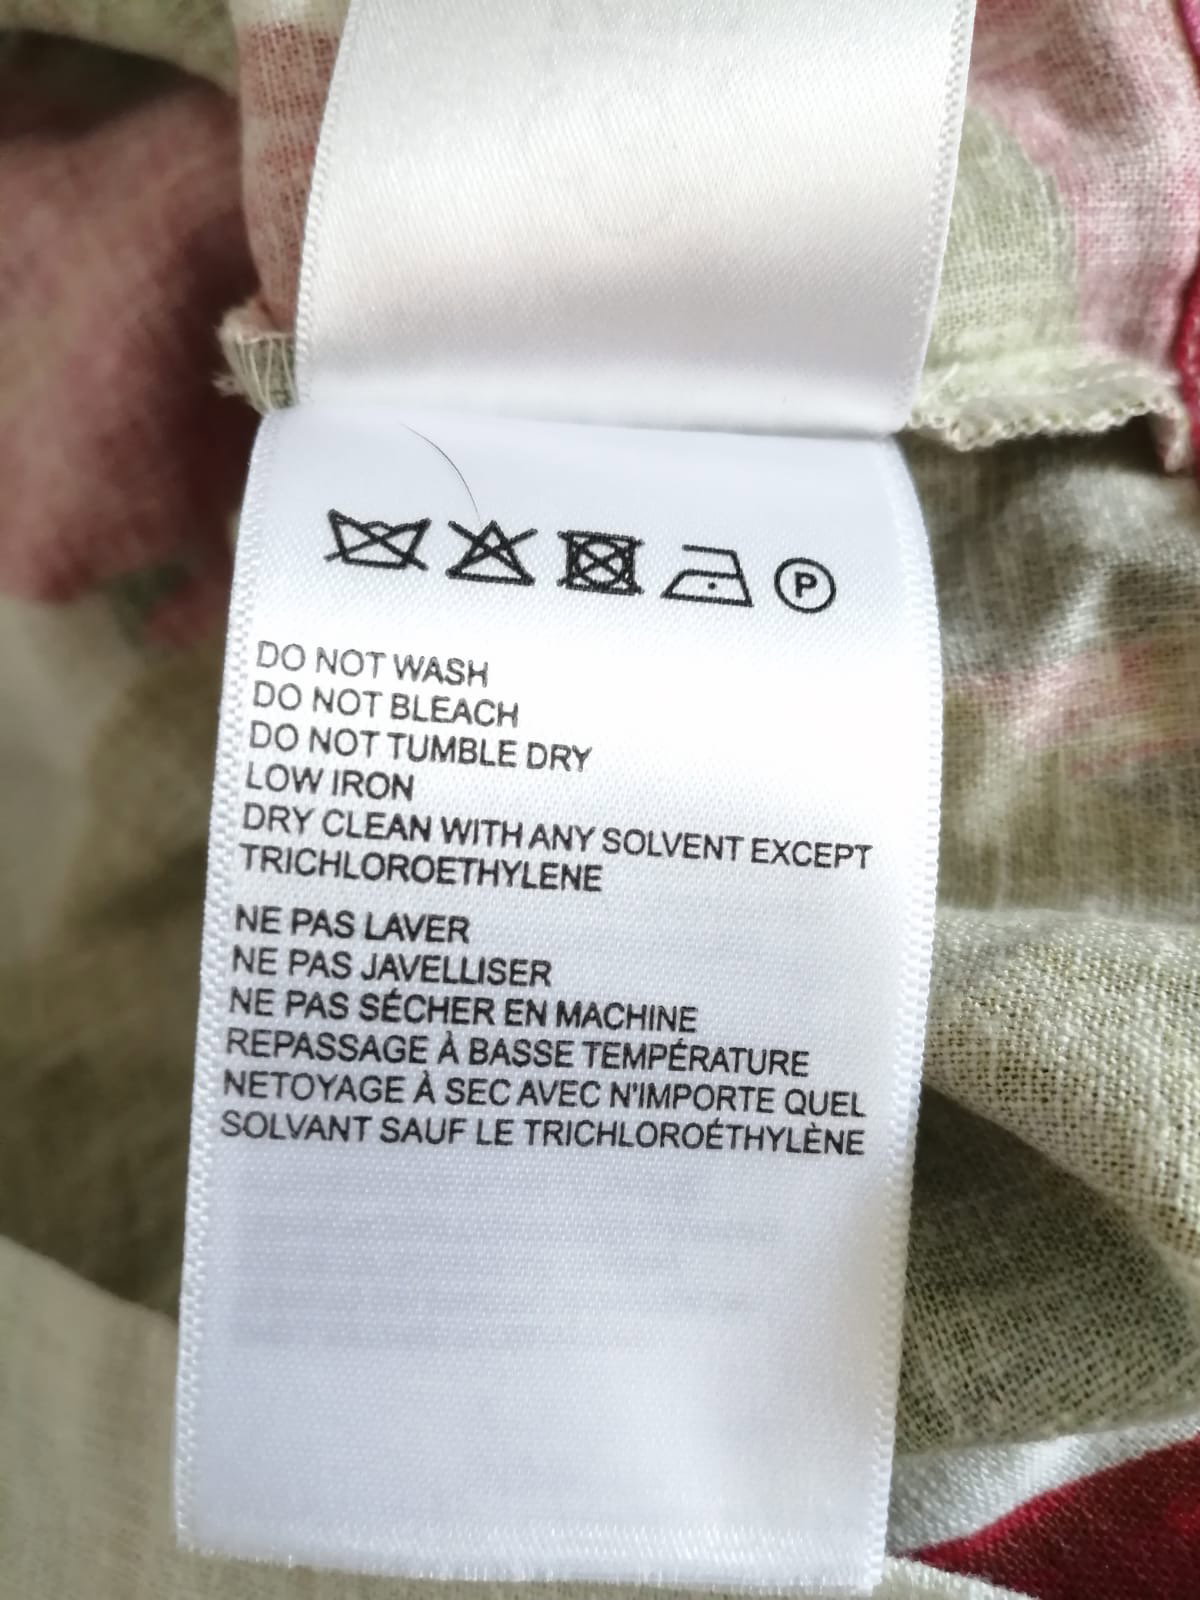 P
DO NOT WASH
DO NOT BLEACH
DO NOT TUMBLE DRY
LOW IRON
DRY CLEAN WITH ANY SOLVENT EXCEPT
TRICHLOROETHYLENE
NE PAS LAVER
NE PAS JAVELLISER
NE PAS SÉCHER EN MACHINE
REPASSAGE À BASSE TEMPÉRATURE
NETOYAGE À SEC AVEC N'IMPORTE QUEL
SOLVANT SAUF LE TRICHLOROÉTHYLÈNE